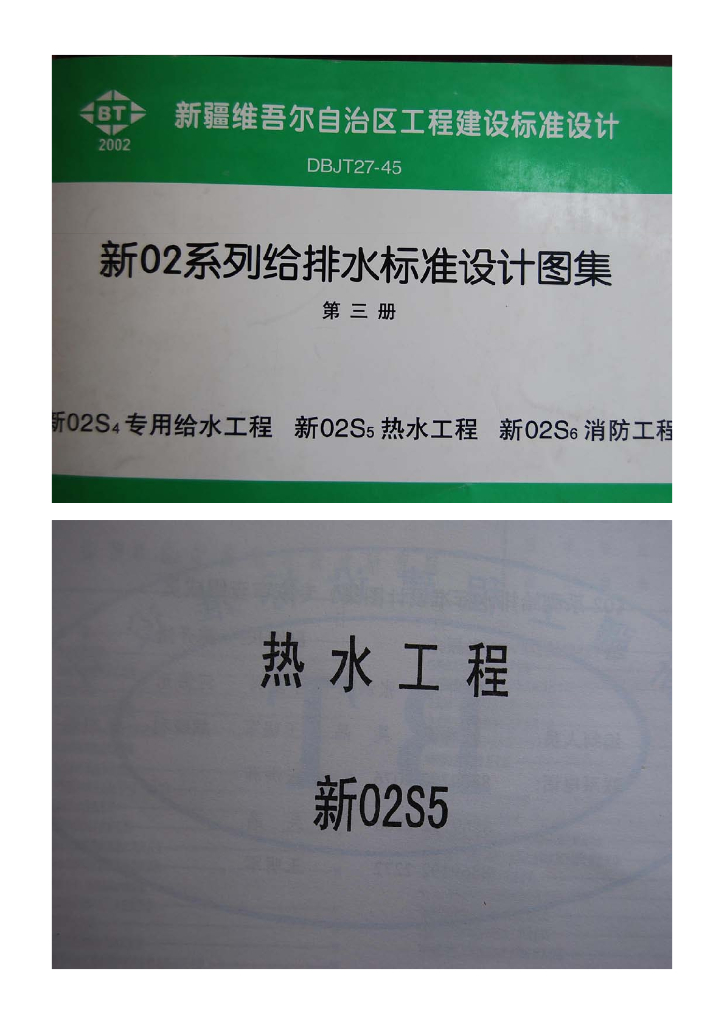 BT
2002
新疆维吾尔自治区工程建设标准设计
DBJT27-45
新02系列给排水标准设计图集
第三册
新02S4专用给水工程 新02S5热水工程 新02S6消防工程
热水工程
新02S5